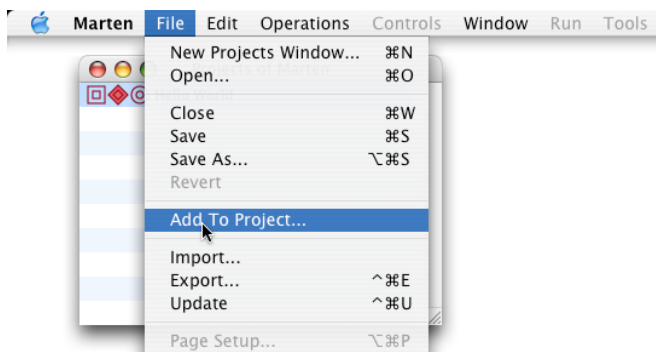 Marten File Edit Operations Controls Window Run Tools
New Projects Window... ⌘N
Open... ⌘O
Close ⌘W
Save ⌘S
Save As... ⌥⌘S
Revert
Add To Project...
Import...
Export... ^⌘E
Update ^⌘U
Page Setup... ⌥⌘P